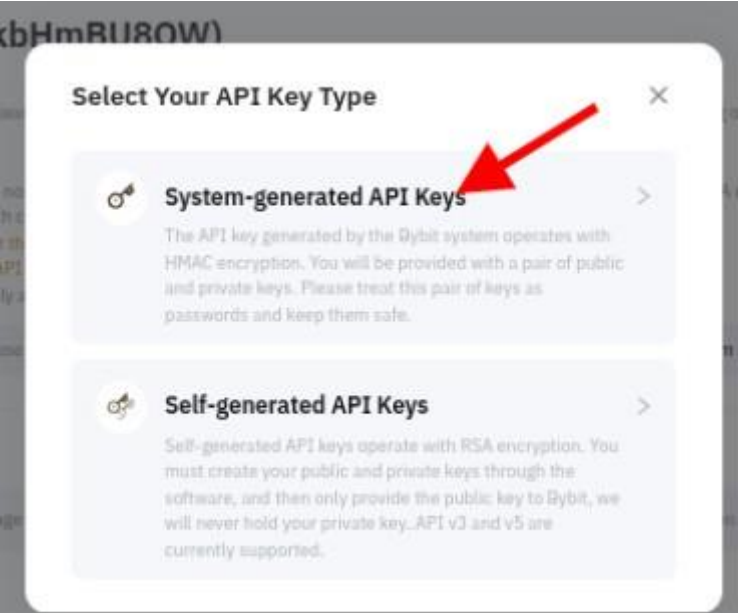 kbHmBU8QW)
Select Your API Key Type
System-generated API Keys
The API key generated by the Bybit system operates with
HMAC encryption. You will be provided with a pair of public
and private keys. Please treat this pair of keys as
passwords and keep them safe.
Self-generated API Keys
Self-generated API keys operate with RSA encryption. You
must create your public and private keys through the
software, and then only provide the public key to Bybit, we
will never hold your private key. API v3 and v5 are
currently supported.